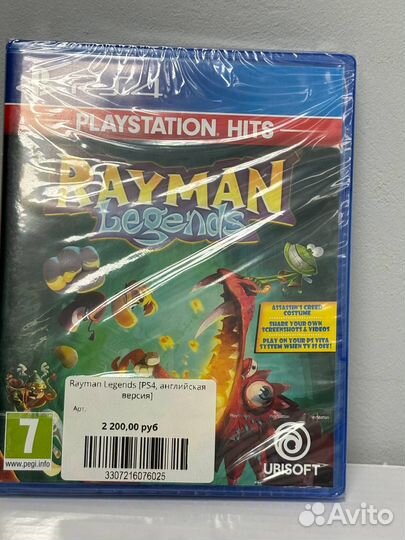 PLAYSTATION HITS
RAYMAN
Legends
ASSASSIN'S CREED
COSTUME
SHARE YOUR OWN
SCREENSHOTS & VIDEOS
PLAY ON YOUR PS VITA
SYSTEM WHEN TV IS OFF!
Rayman Legends [PS4, английская
версия]
Арт.
2 200,00 руб
3307216076025
7
www.pegi.info
UBISOFT
Avito